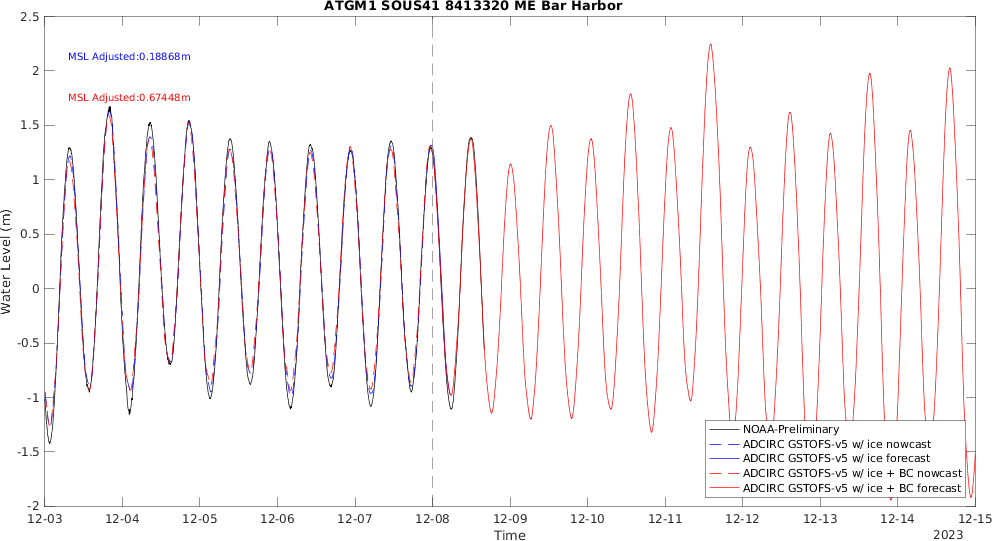 ATGM1 SOUS41 8413320 ME Bar Harbor
2.5
2
1.5
1
0.5
0
-0.5
-1
-1.5
-2
Water Level (m)
MSL Adjusted:0.18868m
MSL Adjusted:0.67448m
NOAA-Preliminary
ADCIRC GSTOFS-v5 w/ ice nowcast
ADCIRC GSTOFS-v5 w/ ice forecast
ADCIRC GSTOFS-v5 w/ ice + BC nowcast
ADCIRC GSTOFS-v5 w/ ice + BC forecast
12-03 12-04 12-05 12-06 12-07 12-08 12-09 12-10 12-11 12-12 12-13 12-14 12-15
Time
2023